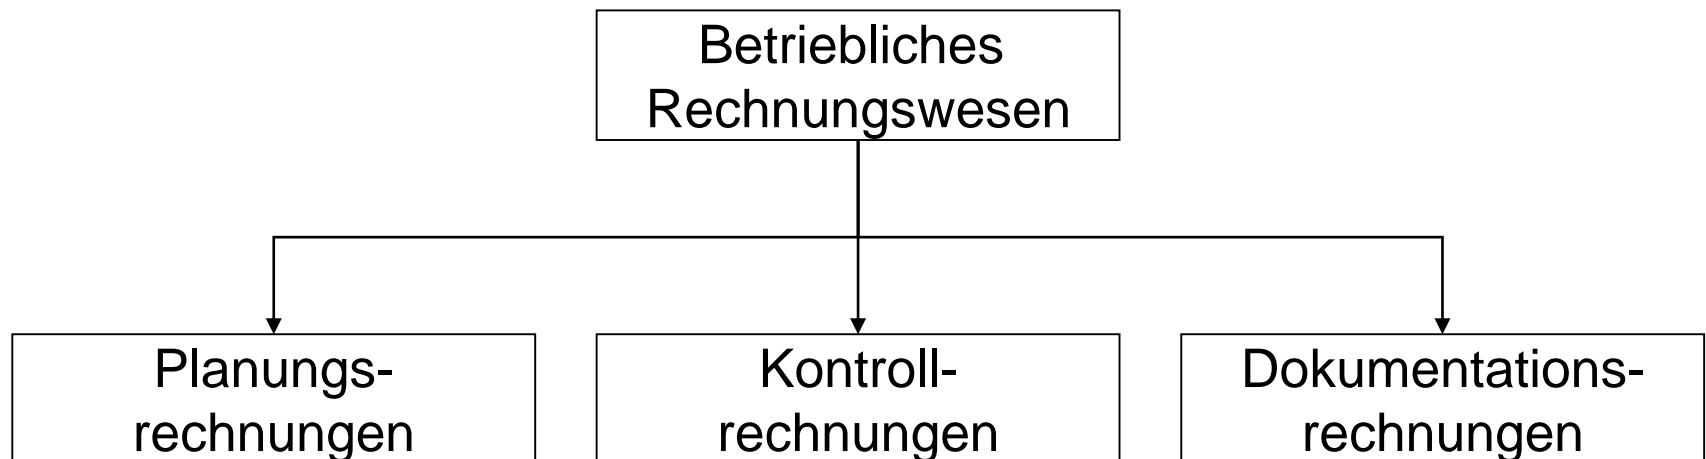 Betriebliches
Rechnungswesen
Planungs-
rechnungen
Kontroll-
rechnungen
Dokumentations-
rechnungen